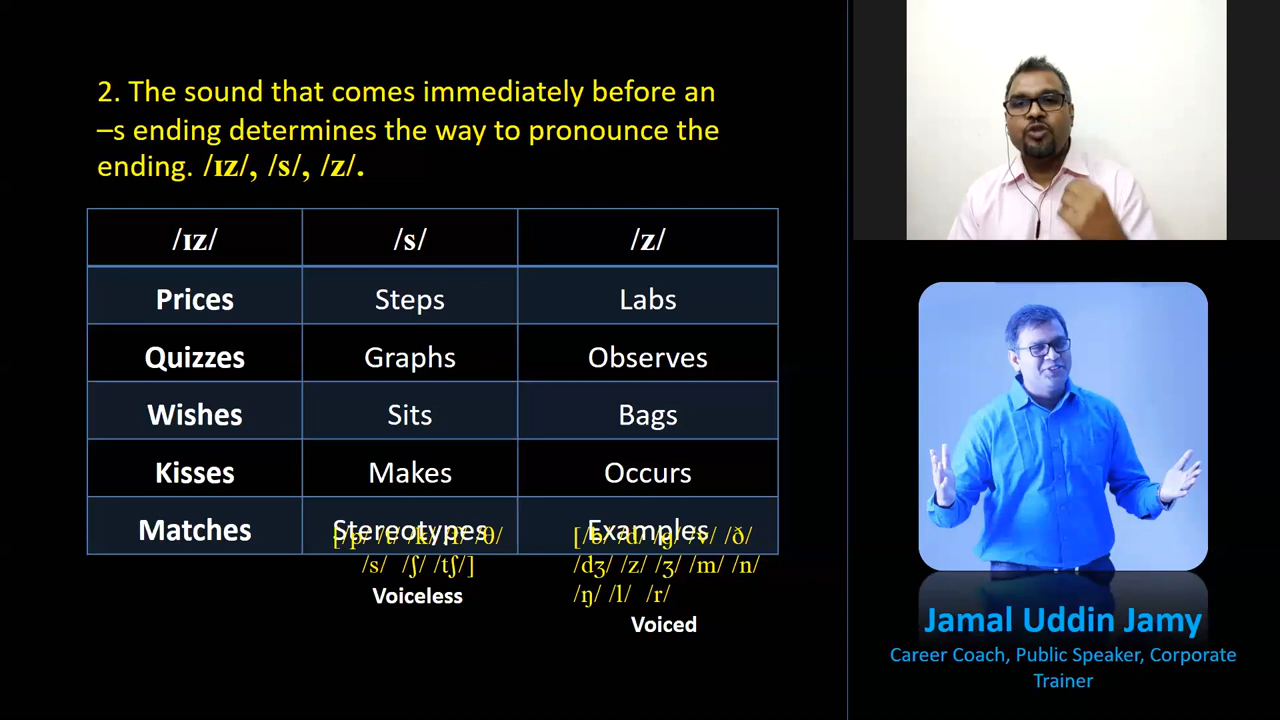 2. The sound that comes immediately before an
–s ending determines the way to pronounce the
ending. /ɪz/, /s/, /z/.
/ɪz/ /s/ /z/
Prices Steps Labs
Quizzes Graphs Observes
Wishes Sits Bags
Kisses Makes Occurs
Matches Stereotypes Examples
[/p/ /t/ /k/ /f/ /θ/
/s/ /ʃ/ /tʃ/]
Voiceless
[/b/ /d/ /g/ /v/ /ð/
/dʒ/ /z/ /ʒ/ /m/ /n/
/ŋ/ /l/ /r/
Voiced
Jamal Uddin Jamy
Career Coach, Public Speaker, Corporate
Trainer